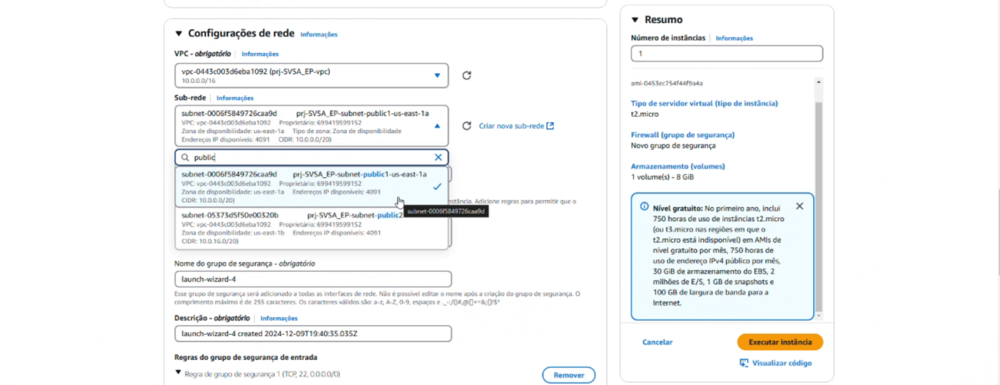 Configurações de rede Informações
VPC - obrigatório Informações
vpc-0443c003d6eba1092 (prj-SVSA_EP-vpc)
10.0.0.0/16
Sub-rede Informações
subnet-0006f5849726caa9d prj-SVSA_EP-subnet-public1-us-east-1a
VPC: vpc-0443c003d6eba1092 Proprietário: 699419599152
Zona de disponibilidade: us-east-1a Tipo de zona: Zona de disponibilidade
Endereços IP disponíveis: 4091 CIDR: 10.0.0.0/20)
Criar nova sub-rede
public
subnet-0006f5849726caa9d prj-SVSA_EP-subnet-public1-us-east-1a
VPC: vpc-0443c003d6eba1092 Proprietário: 699419599152
Zona de disponibilidade: us-east-1a Endereços IP disponíveis: 4091
CIDR: 10.0.0.0/20)
stância. Adicione regras para permitir que o
subnet-0006f5849726caa9d
subnet-05373d5f50e00320b prj-SVSA_EP-subnet-public2
VPC: vpc-0443c003d6eba1092 Proprietário: 699419599152
Zona de disponibilidade: us-east-1b Endereços IP disponíveis: 4091
CIDR: 10.0.16.0/20)
Nome do grupo de segurança - obrigatório
launch-wizard-4
Esse grupo de segurança será adicionado a todas as interfaces de rede. Não é possível editar o nome após a criação do grupo de segurança. O
comprimento máximo é de 255 caracteres. Os caracteres válidos são: a-z, A-Z, 0-9, espaços e ._-:/()#,@[]+=&;{}!$*
Descrição - obrigatório Informações
launch-wizard-4 created 2024-12-09T19:40:35.035Z
Regras do grupo de segurança de entrada
Regra de grupo de segurança 1 (TCP, 22, 0.0.0.0/0)
Remover
Resumo
Número de instâncias Informações
1
ami-0453ec754f44f9a4a
Tipo de servidor virtual (tipo de instância)
t2.micro
Firewall (grupo de segurança)
Novo grupo de segurança
Armazenamento (volumes)
1 volume(s) - 8 GiB
Nível gratuito: No primeiro ano, inclui
750 horas de uso de instâncias t2.micro
(ou t3.micro nas regiões em que o
t2.micro está indisponível) em AMIs de
nível gratuito por mês, 750 horas de
uso de endereço IPv4 público por mês,
30 GiB de armazenamento do EBS, 2
milhões de E/S, 1 GB de snapshots e
100 GB de largura de banda para a
Internet.
Cancelar
Executar instância
Visualizar código